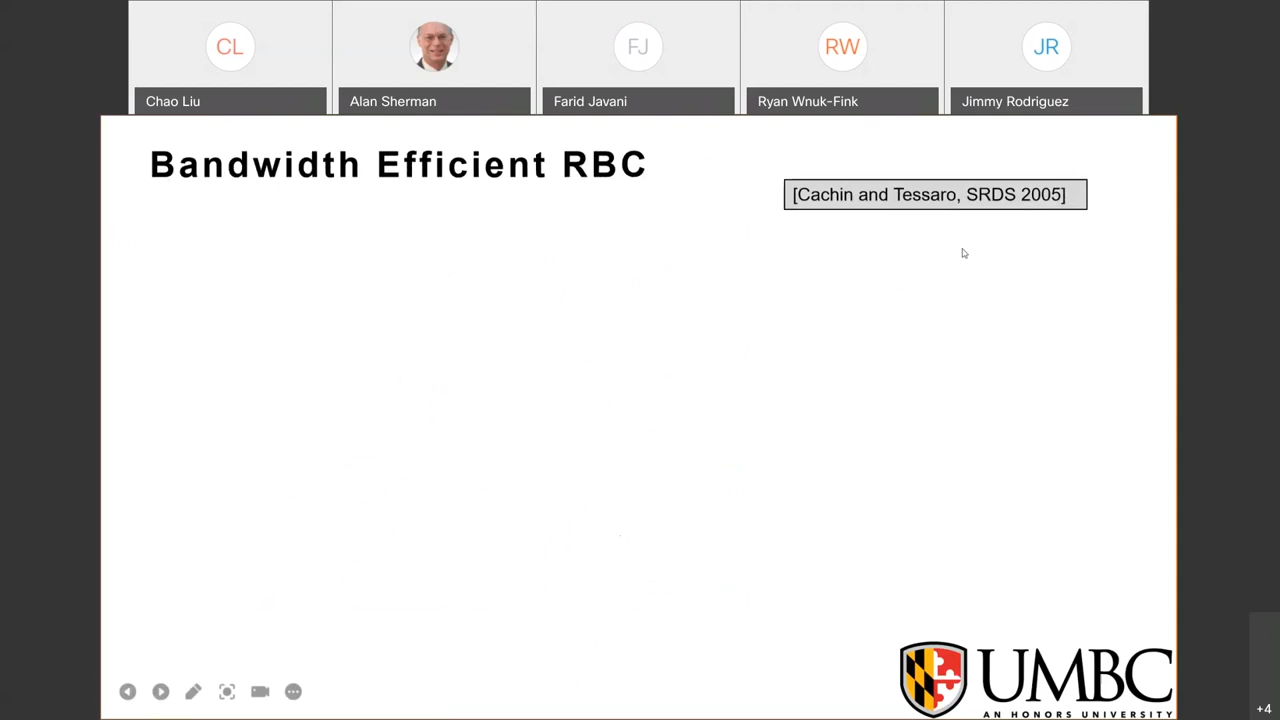 CL
FJ
RW
JR
Chao Liu
Alan Sherman
Farid Javani
Ryan Wnuk-Fink
Jimmy Rodriguez
Bandwidth Efficient RBC
[Cachin and Tessaro, SRDS 2005]
UMBC
AN HONORS UNIVERSITY
+4